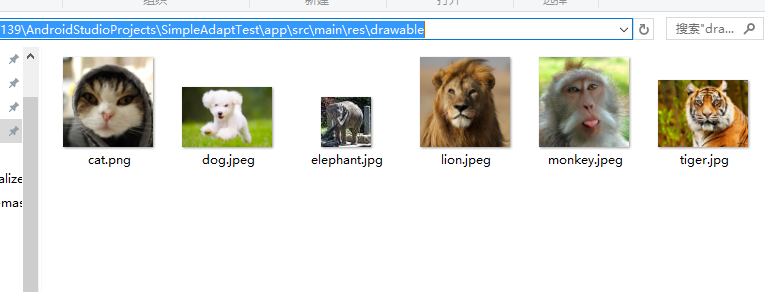 组织
新建
打开
选择
139\AndroidStudioProjects\SimpleAdaptTest\app\src\main\res\drawable
搜索"dra...
cat.png
dog.jpeg
elephant.jpg
lion.jpeg
monkey.jpeg
tiger.jpg
alize
-mas